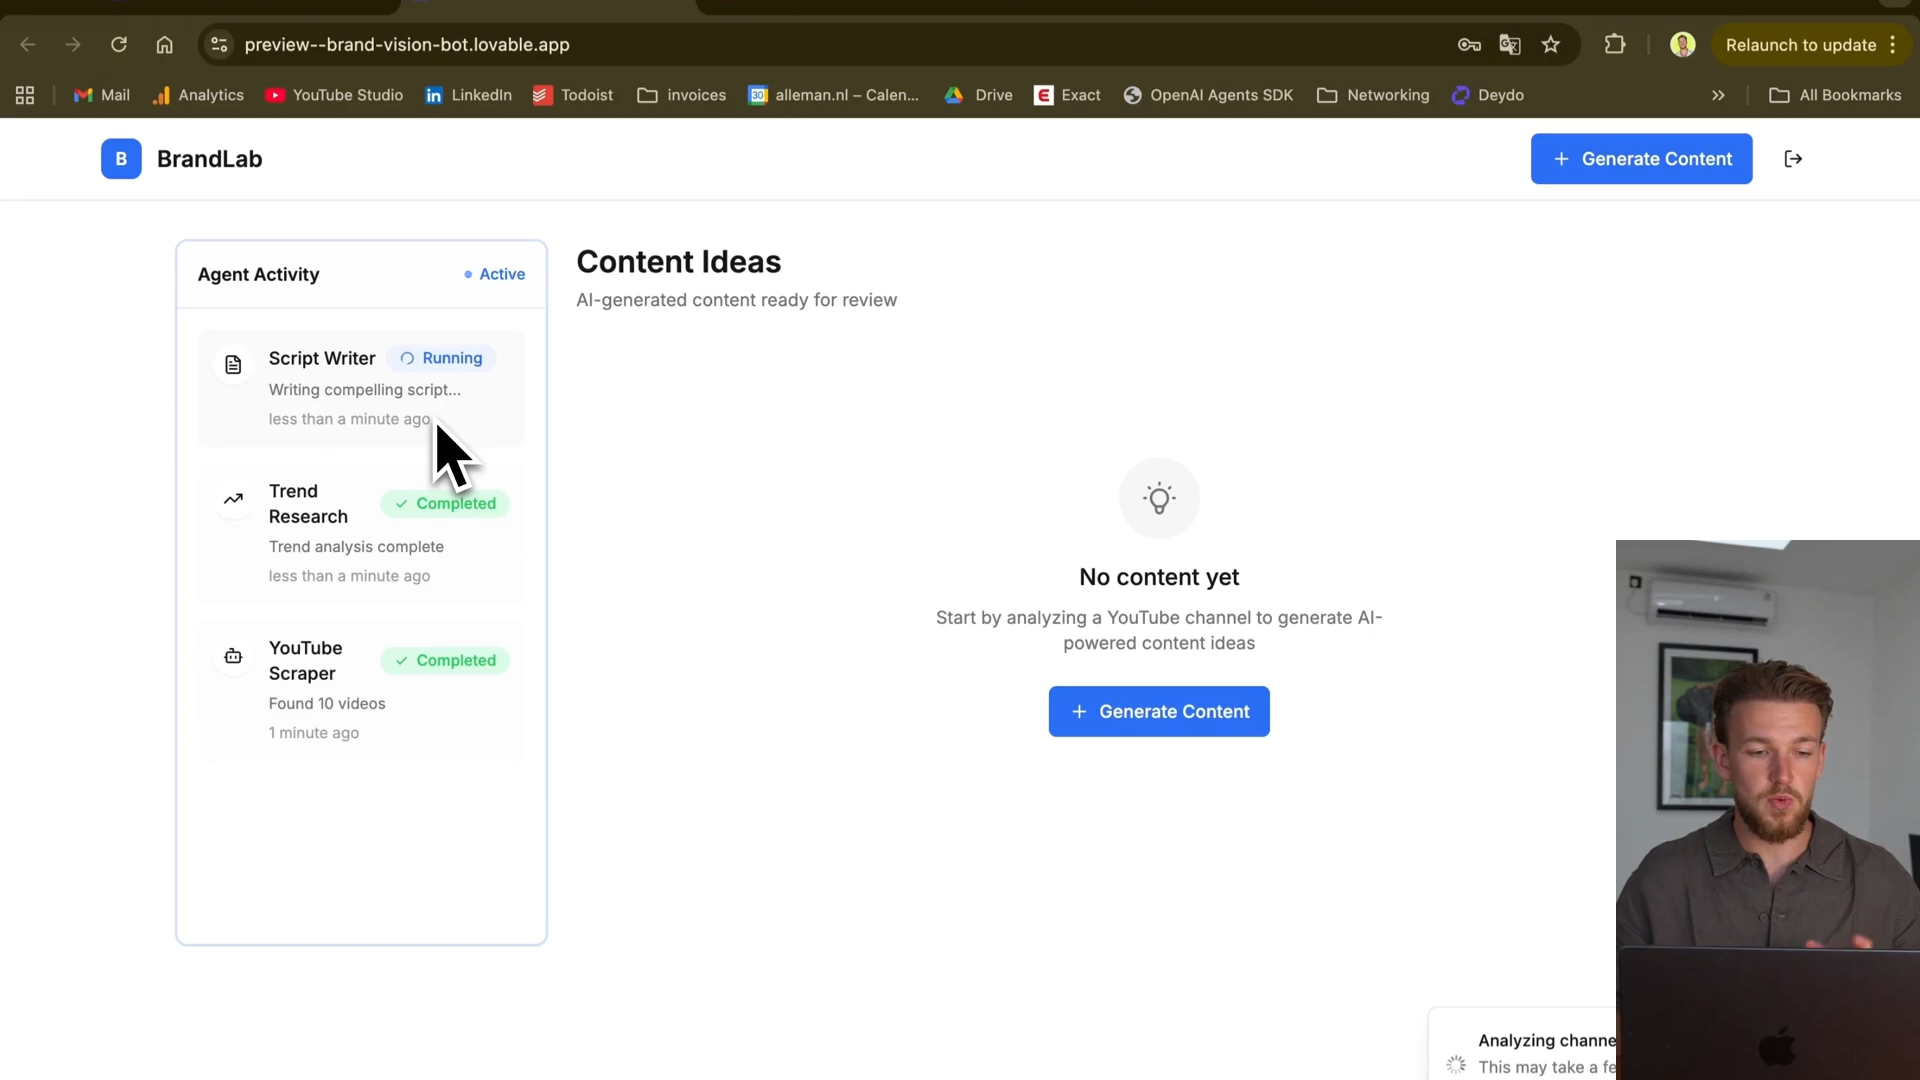 preview--brand-vision-bot.lovable.app
Relaunch to update
Mail
Analytics
YouTube Studio
LinkedIn
Todoist
invoices
30
alleman.nl – Calen...
Drive
E
Exact
OpenAI Agents SDK
Networking
Deydo
All Bookmarks
B
BrandLab
Generate Content
Agent Activity
Active
Script Writer
Running
Writing compelling script...
less than a minute ago
Trend
Research
Completed
Trend analysis complete
less than a minute ago
YouTube
Scraper
Completed
Found 10 videos
1 minute ago
Content Ideas
AI-generated content ready for review
No content yet
Start by analyzing a YouTube channel to generate AI-
powered content ideas
Generate Content
Analyzing channe
This may take a fe